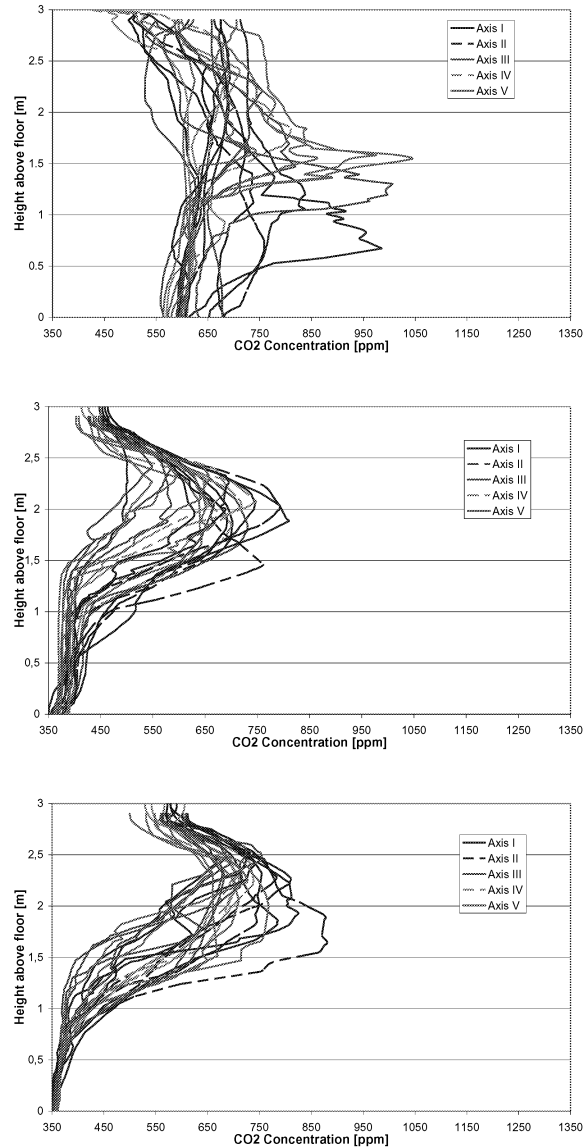 3
2.5
2
1.5
1
0.5
0
Height above floor [m]
350 450 550 650 750 850 950 1050 1150 1250 1350
CO2 Concentration [ppm]
Axis I
Axis II
Axis III
Axis IV
Axis V
3
2,5
2
1,5
1
0,5
0
Height above floor [m]
350 450 550 650 750 850 950 1050 1150 1250 1350
CO2 Concentration [ppm]
Axis I
Axis II
Axis III
Axis IV
Axis V
3
2,5
2
1,5
1
0,5
0
Height above floor [m]
350 450 550 650 750 850 950 1050 1150 1250 1350
CO2 Concentration [ppm]
Axis I
Axis II
Axis III
Axis IV
Axis V